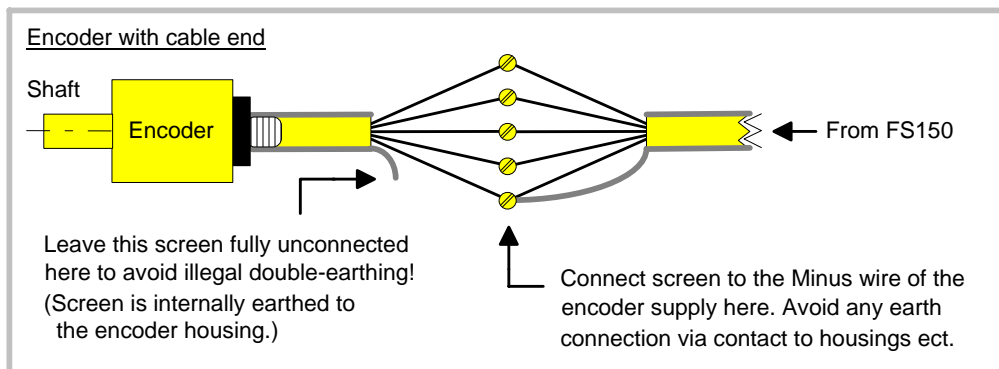 Encoder with cable end
Shaft
Encoder
From FS150
Leave this screen fully unconnected
here to avoid illegal double-earthing!
(Screen is internally earthed to
the encoder housing.)
Connect screen to the Minus wire of the
encoder supply here. Avoid any earth
connection via contact to housings ect.